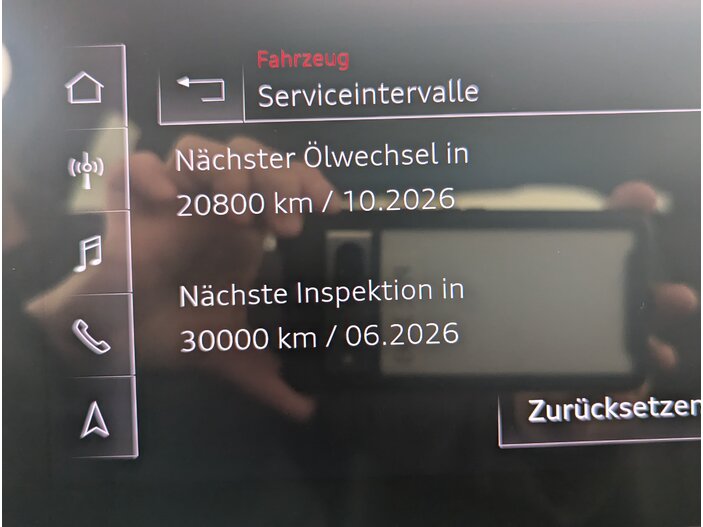 Fahrzeug
Serviceintervalle
Nächster Ölwechsel in
20800 km / 10.2026
Nächste Inspektion in
30000 km / 06.2026
Zurücksetzen